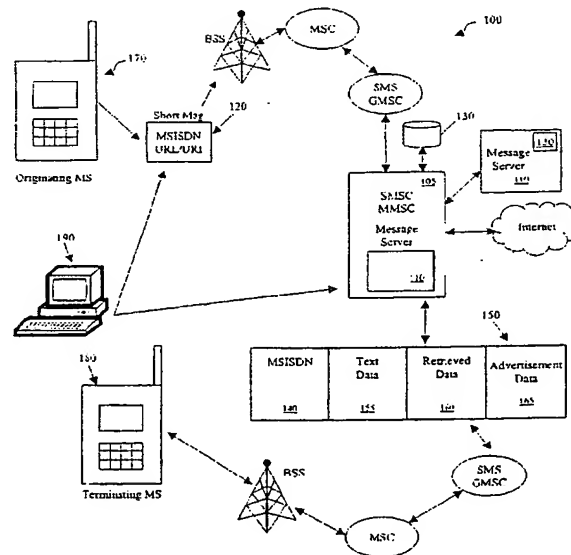 100
MSC
BSS
170
SMS
GMSC
Short Msg
120
130
MSISDN
URL/URI
Message
Server
Originating MS
105
SMSC
MMSC
Message
Server
Internet
190
150
180
MSISDN
140
Text
Data
155
Retrieved
Data
160
Advertisement
Data
165
Terminating MS
BSS
SMS
GMSC
MSC